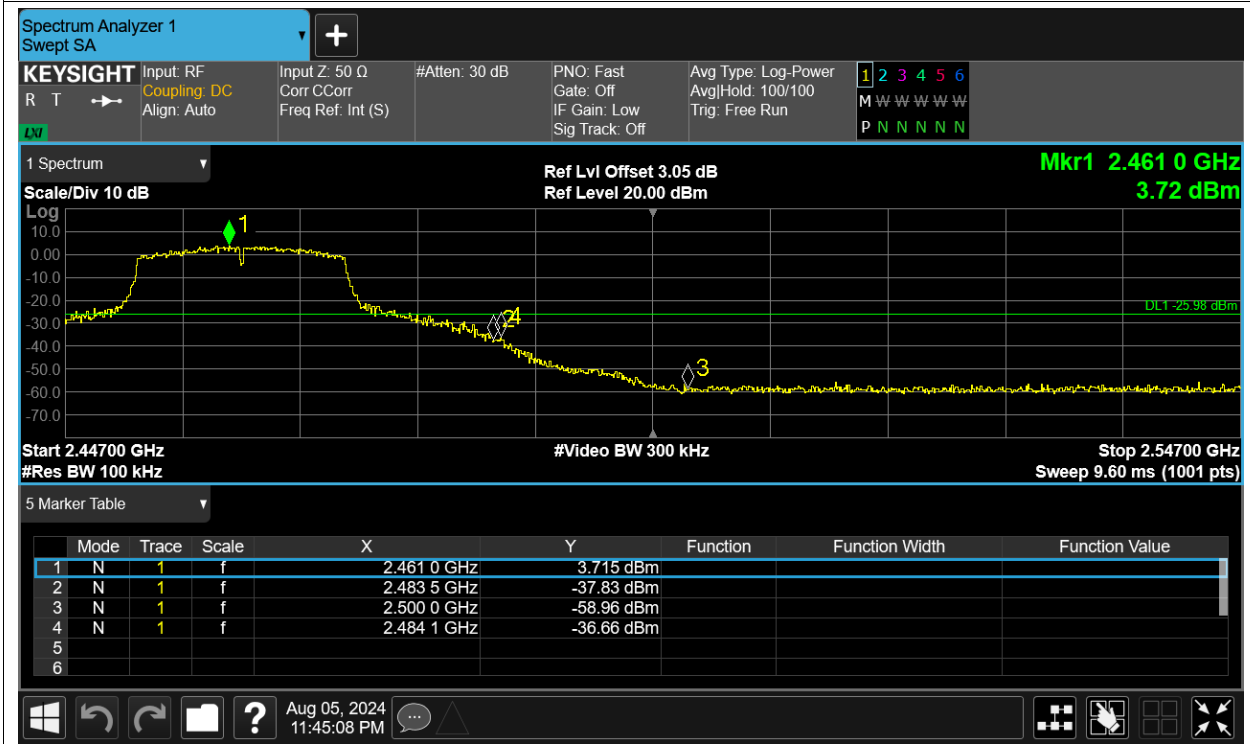 Spectrum Analyzer 1
Swept SA
+
KEYSIGHT Input: RF Input Z: 50 Ω #Atten: 30 dB PNO: Fast Avg Type: Log-Power 1 2 3 4 5 6
R T Coupling: DC Corr CCorr Gate: Off Avg|Hold: 100/100 M W W W W W
Align: Auto Freq Ref: Int (S) IF Gain: Low Trig: Free Run
LXI Sig Track: Off P N N N N N
1 Spectrum Ref Lvl Offset 3.05 dB Mkr1 2.461 0 GHz
Scale/Div 10 dB Ref Level 20.00 dBm 3.72 dBm
Log
10.0
0.00
-10.0
-20.0
-30.0
-40.0
-50.0
-60.0
-70.0
1
2 4
3
DL1 -25.98 dBm
Start 2.44700 GHz #Video BW 300 kHz Stop 2.54700 GHz
#Res BW 100 kHz Sweep 9.60 ms (1001 pts)
5 Marker Table
Mode Trace Scale X Y Function Function Width Function Value
1 N 1 f 2.461 0 GHz 3.715 dBm
2 N 1 f 2.483 5 GHz -37.83 dBm
3 N 1 f 2.500 0 GHz -58.96 dBm
4 N 1 f 2.484 1 GHz -36.66 dBm
5
6
? Aug 05, 2024
11:45:08 PM